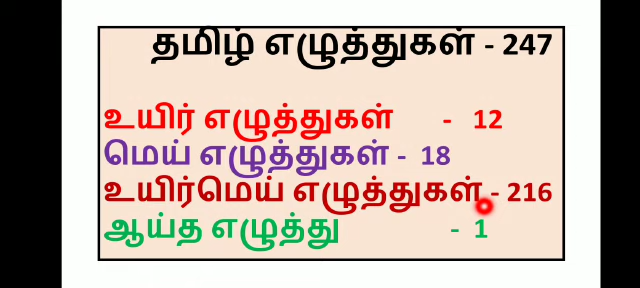 தமிழ் எழுத்துகள் - 247
உயிர் எழுத்துகள் - 12
மெய் எழுத்துகள் - 18
உயிர்மெய் எழுத்துகள் - 216
ஆய்த எழுத்து - 1